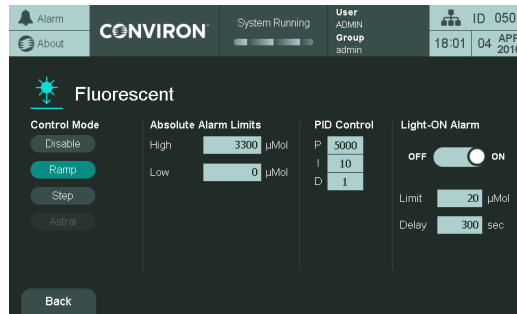 Alarm
About
CONVIRON
System Running
User
ADMIN
Group
admin
ID 050
18:01 04 APR 2016
Fluorescent
Control Mode
Disable
Ramp
Step
Astral
Absolute Alarm Limits
High 3300 µMol
Low 0 µMol
PID Control
P 5000
I 10
D 1
Light-ON Alarm
OFF ON
Limit 20 µMol
Delay 300 sec
Back